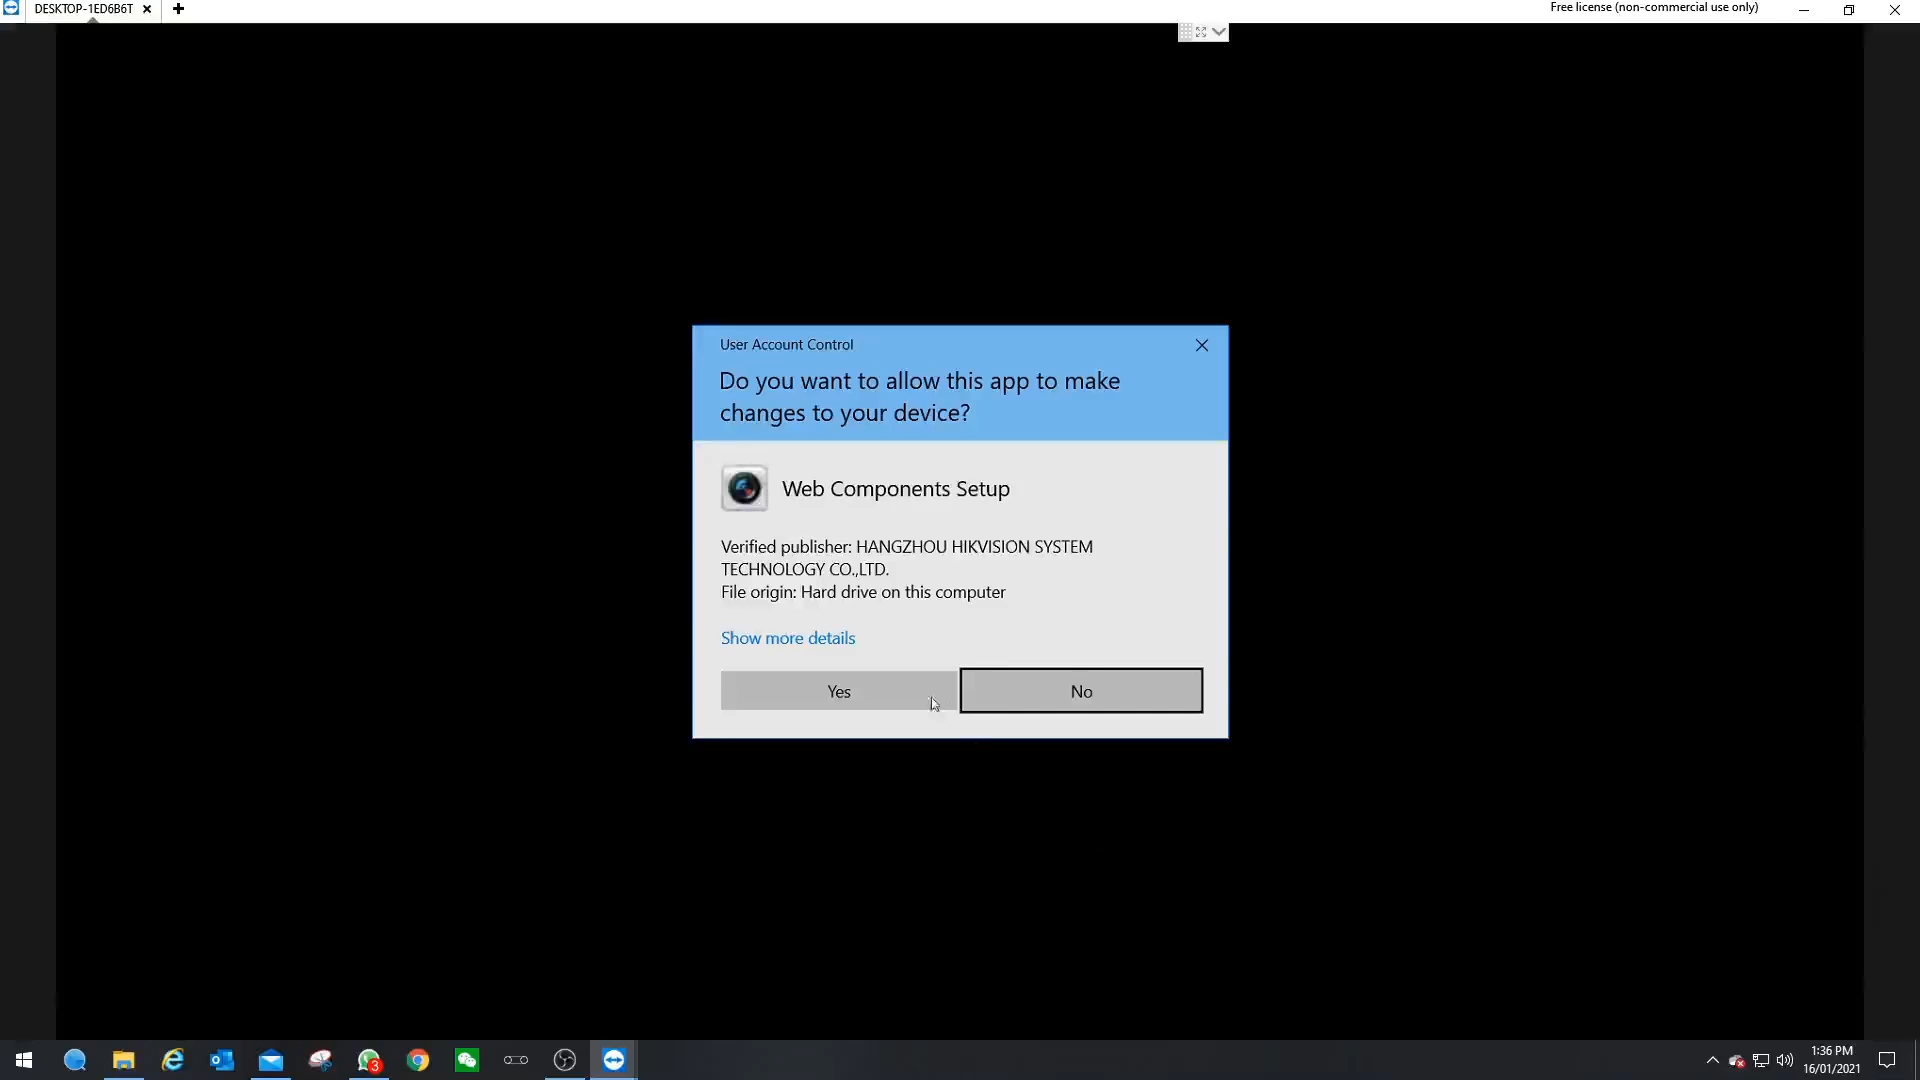 DESKTOP-1ED6B6T
Free license (non-commercial use only)
User Account Control
Do you want to allow this app to make
changes to your device?
Web Components Setup
Verified publisher: HANGZHOU HIKVISION SYSTEM
TECHNOLOGY CO.,LTD.
File origin: Hard drive on this computer
Show more details
Yes
No
3
1:36 PM
16/01/2021